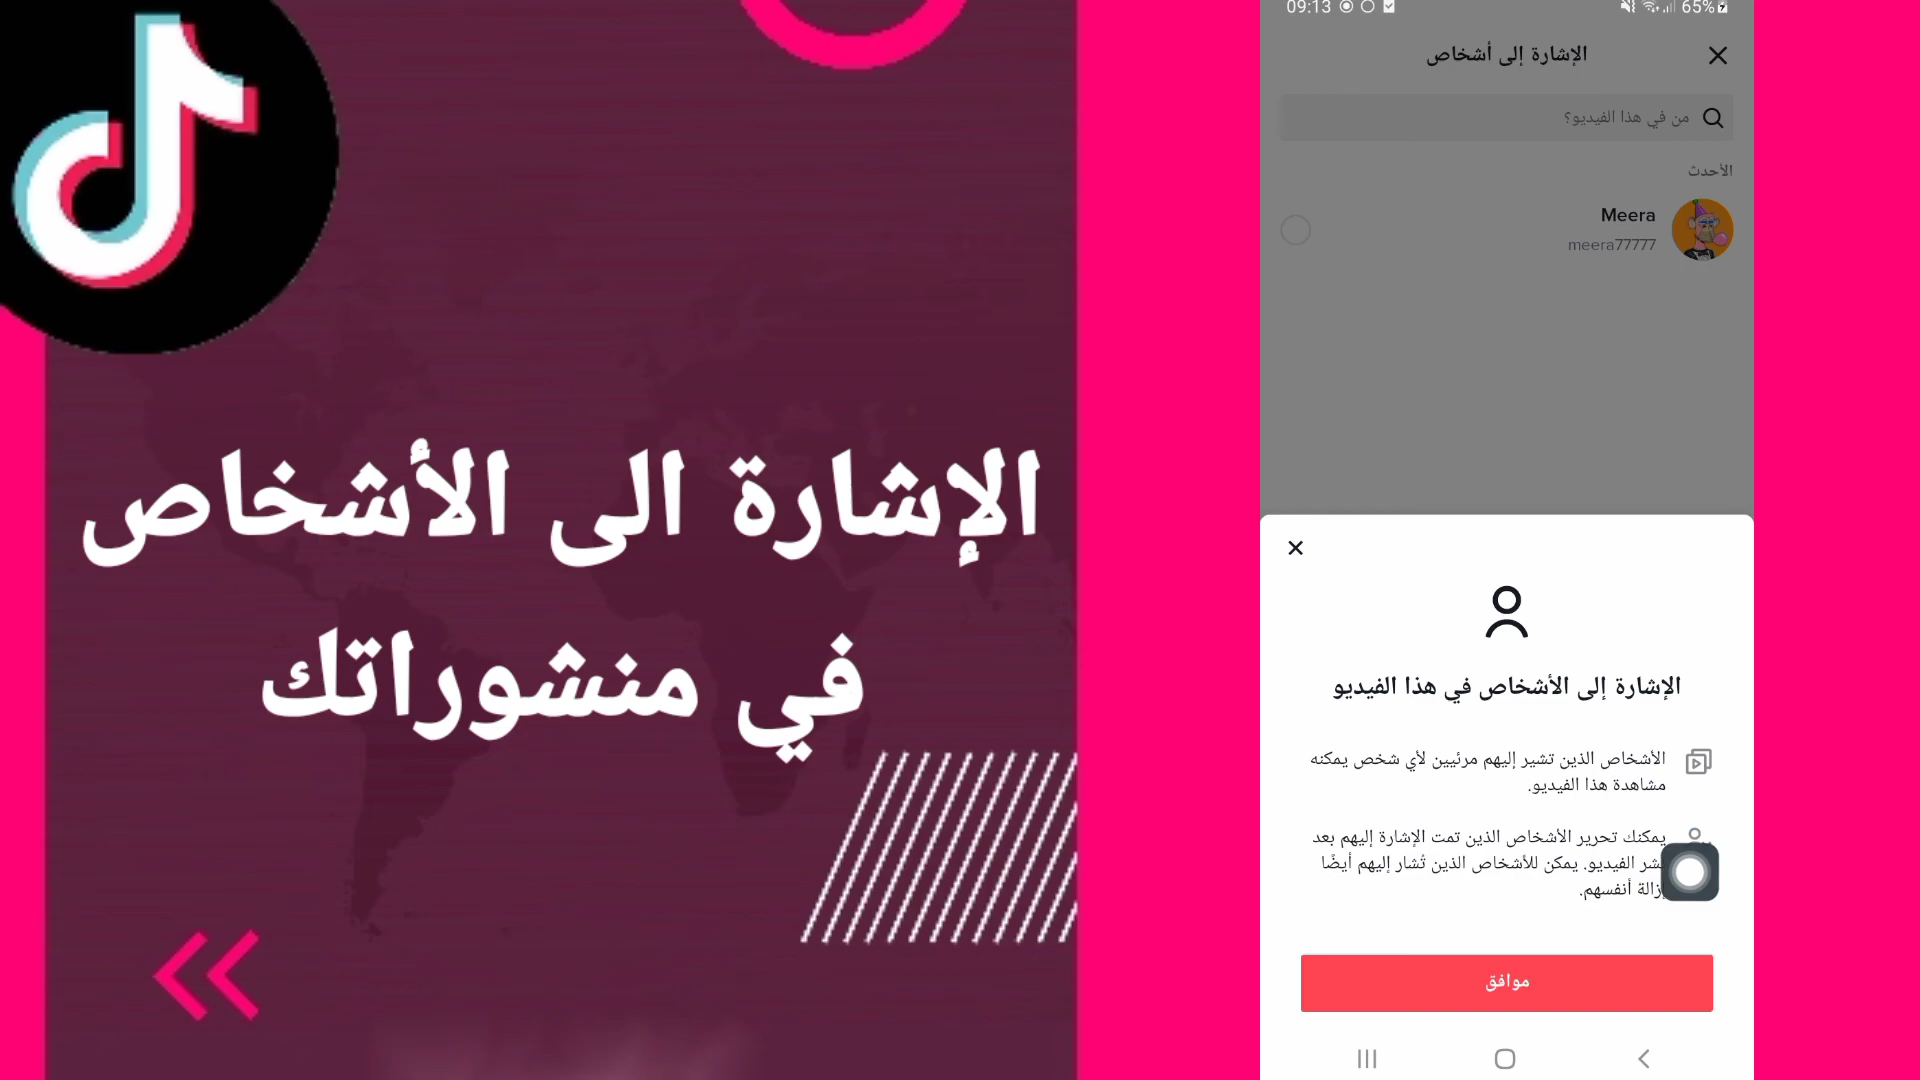 الإشارة الى الأشخاص
في منشوراتك
09:13
65%
الإشارة إلى أشخاص
من في هذا الفيديو؟
الأحدث
Meera
meera77777
الإشارة إلى الأشخاص في هذا الفيديو
الأشخاص الذين تشير إليهم مرئيين لأي شخص يمكنه
مشاهدة هذا الفيديو.
يمكنك تحرير الأشخاص الذين تمت الإشارة إليهم بعد
الفيديو. يمكن للأشخاص الذين تُشار إليهم أيضًا
أنفسهم.
موافق